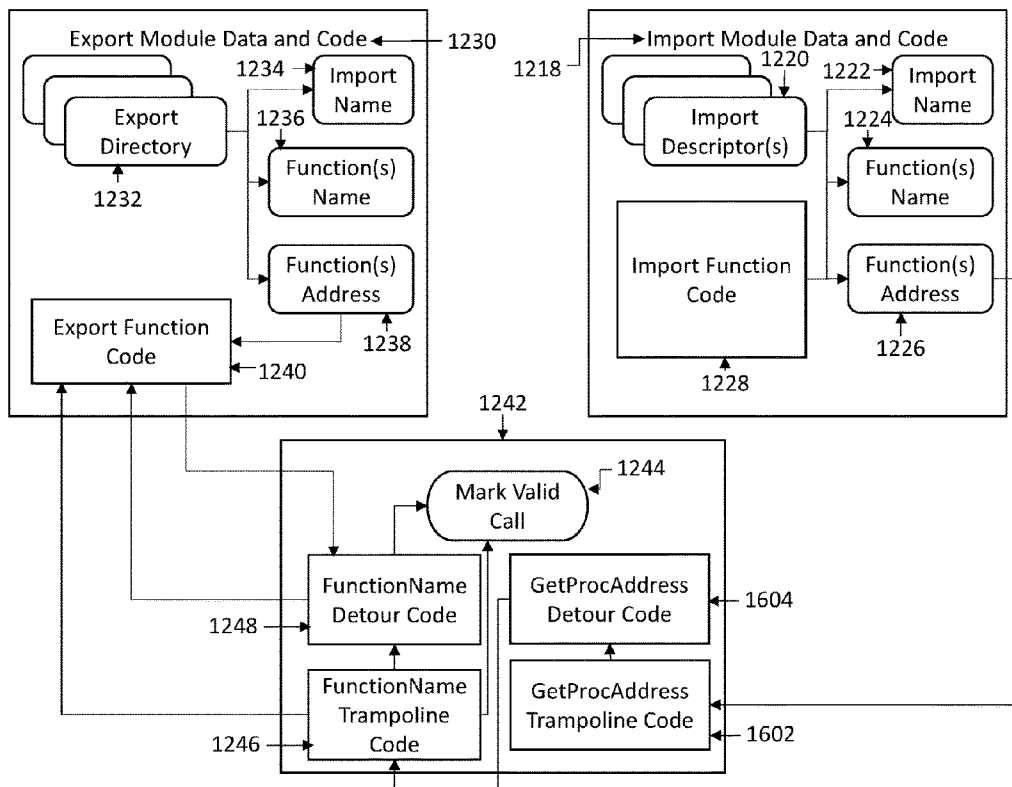 Export Module Data and Code
1230
1234
Import
Name
Export
Directory
1236
1232
Function(s)
Name
Function(s)
Address
1238
Export Function
Code
1240
1218
Import Module Data and Code
1220
1222
Import
Name
Import
Descriptor(s)
1224
Function(s)
Name
Import Function
Code
Function(s)
Address
1226
1228
1242
Mark Valid
Call
1244
FunctionName
Detour Code
1248
GetProcAddress
Detour Code
1604
FunctionName
Trampoline
Code
1246
GetProcAddress
Trampoline Code
1602